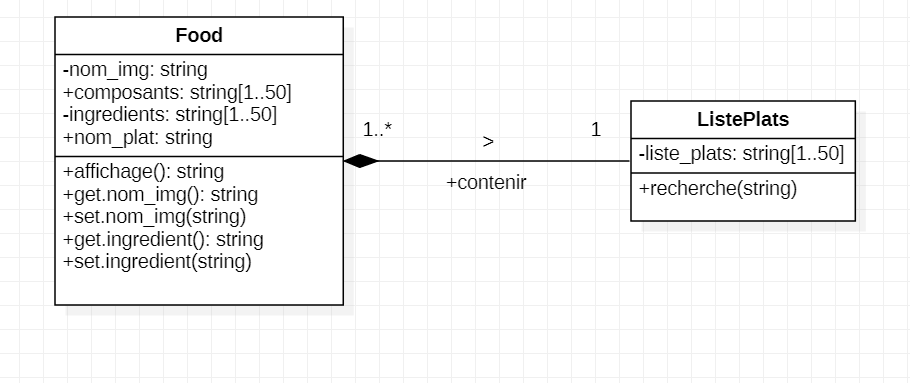 Food
-nom_img: string
+composants: string[1..50]
-ingredients: string[1..50]
+nom_plat: string
+affichage(): string
+get.nom_img(): string
+set.nom_img(string)
+get.ingredient(): string
+set.ingredient(string)
1..*
>
1
+contenir
ListePlats
-liste_plats: string[1..50]
+recherche(string)